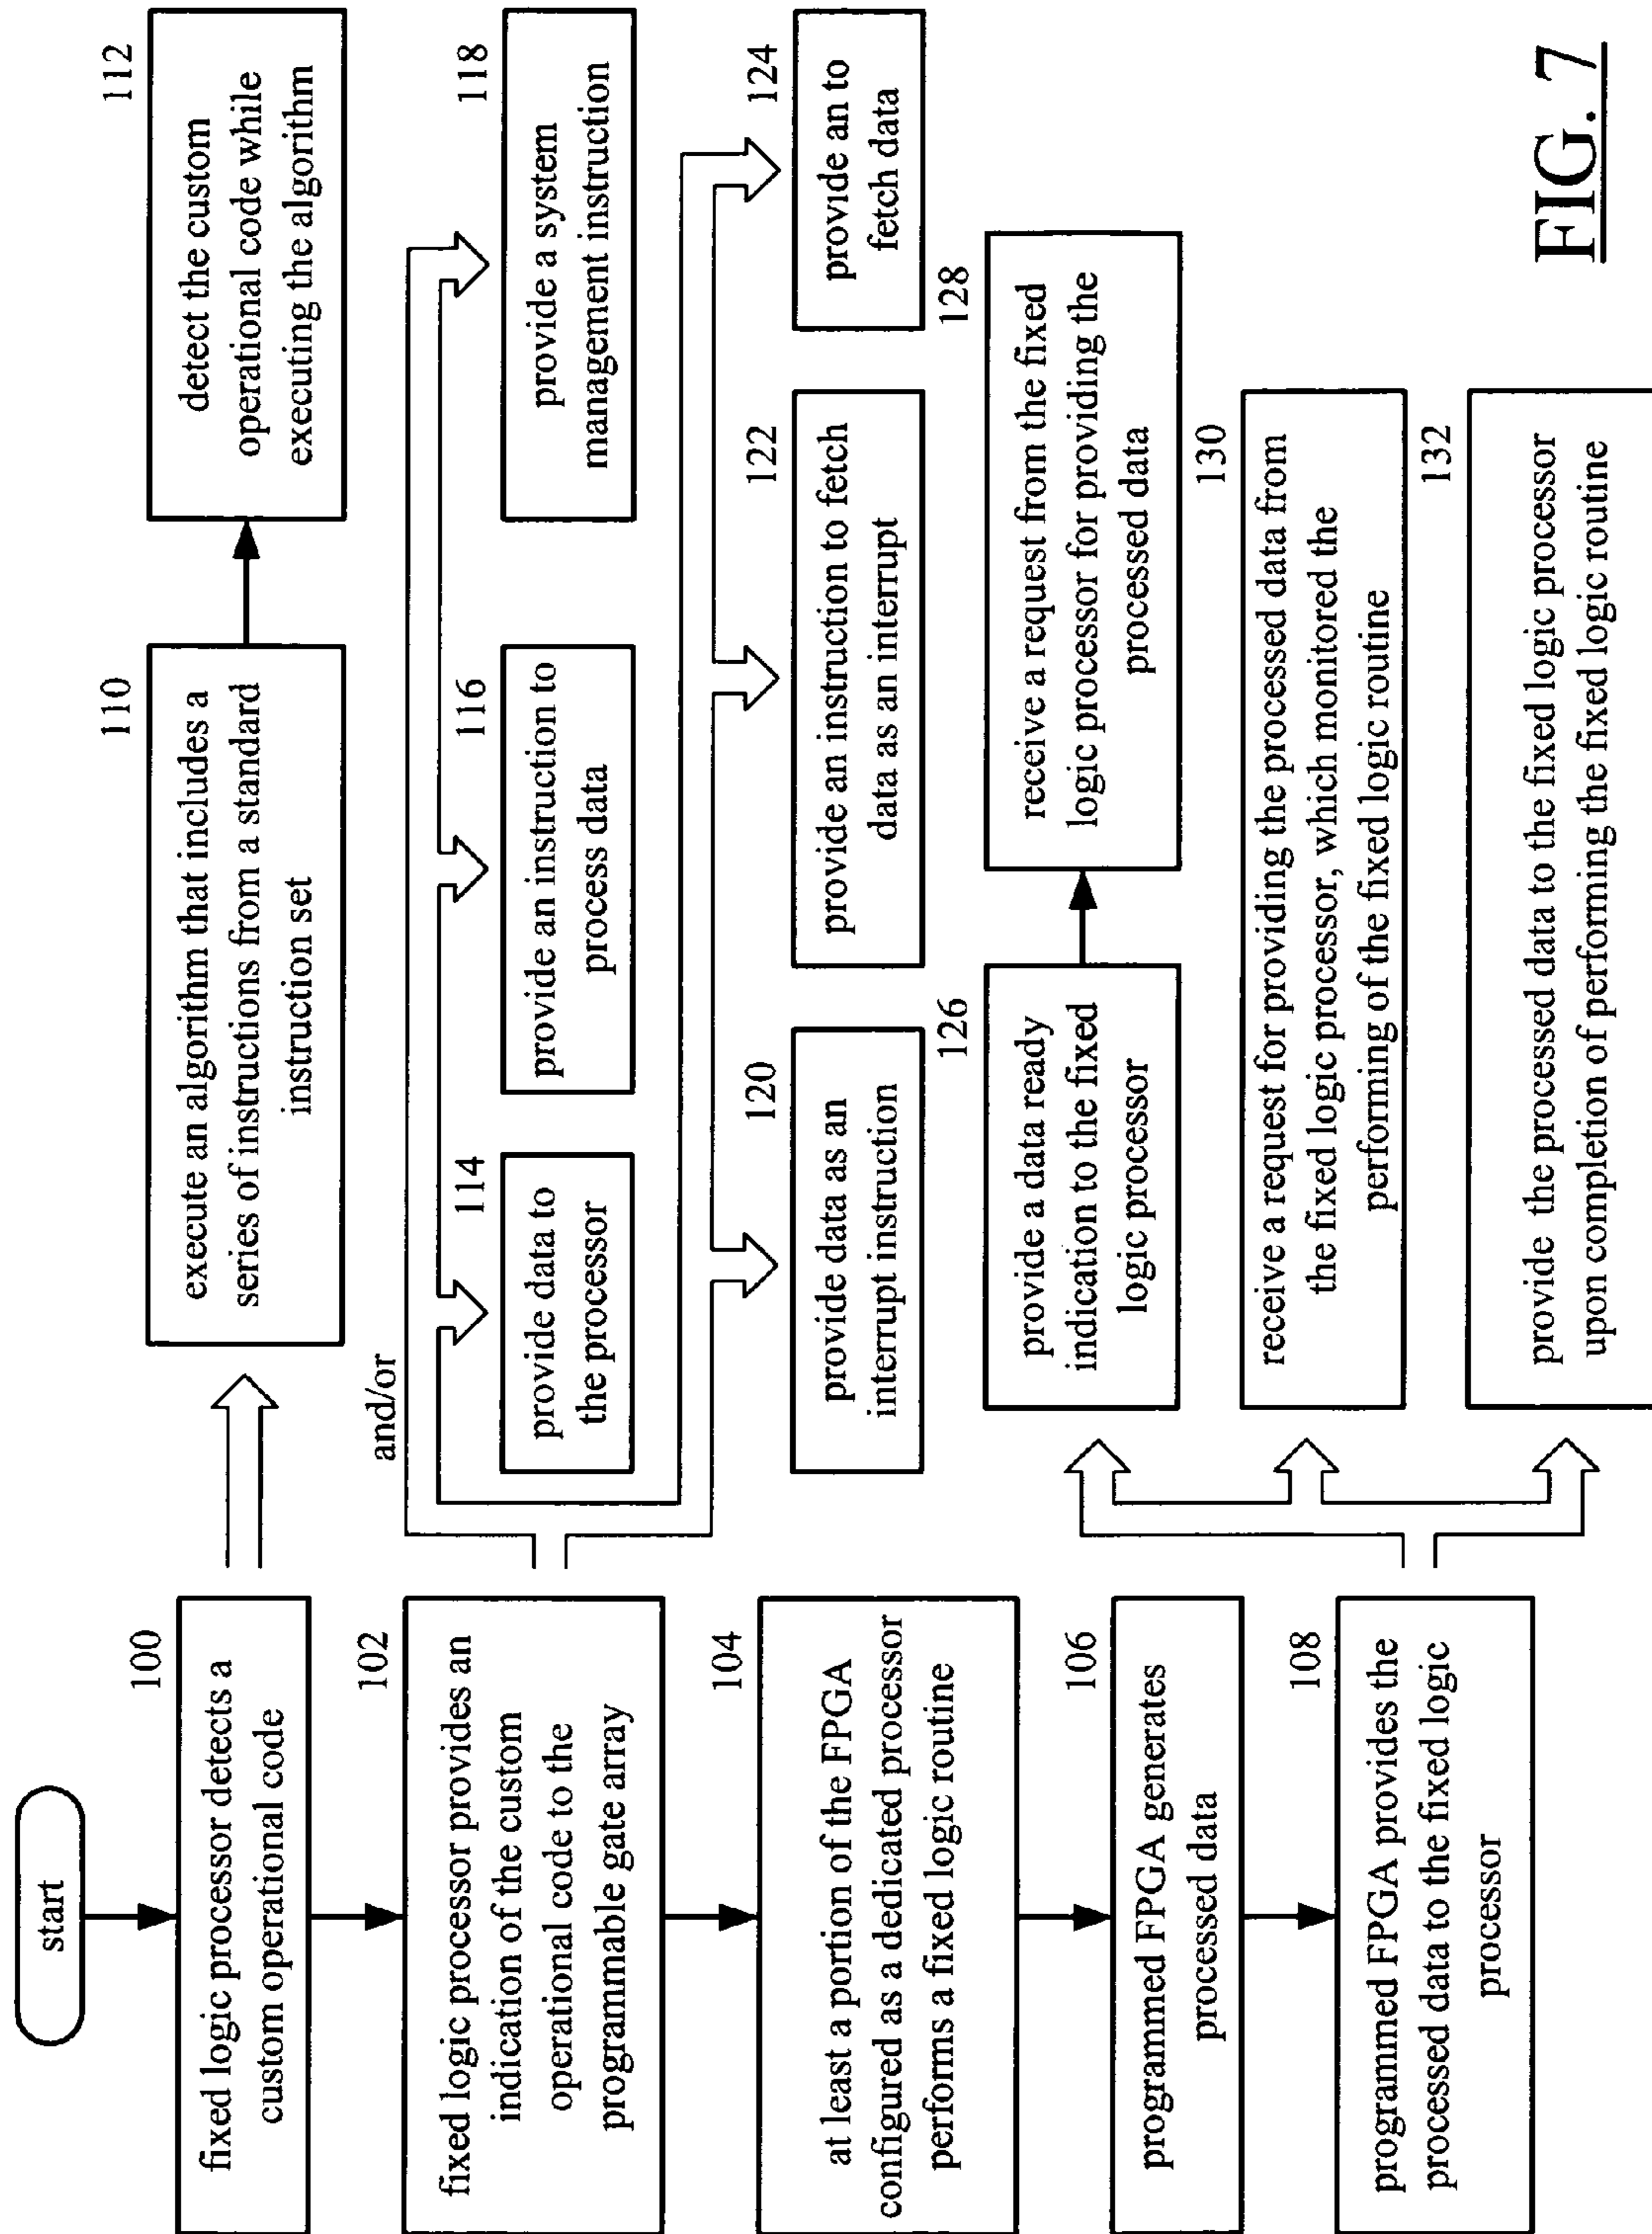 start
100
fixed logic processor detects a
custom operational code
102
fixed logic processor provides an
indication of the custom
operational code to the
programmable gate array
104
at least a portion of the FPGA
configured as a dedicated processor
performs a fixed logic routine
106
programmed FPGA generates
processed data
108
programmed FPGA provides the
processed data to the fixed logic
processor
110
execute an algorithm that includes a
series of instructions from a standard
instruction set
112
detect the custom
operational code while
executing the algorithm
and/or
114
provide data to
the processor
116
provide an instruction to
process data
118
provide a system
management instruction
120
provide data as an
interrupt instruction
122
provide an instruction to fetch
data as an interrupt
124
provide an to
fetch data
126
provide a data ready
indication to the fixed
logic processor
128
receive a request from the fixed
logic processor for providing the
processed data
130
receive a request for providing the processed data from
the fixed logic processor, which monitored the
performing of the fixed logic routine
132
provide the processed data to the fixed logic processor
upon completion of performing the fixed logic routine
FIG. 7